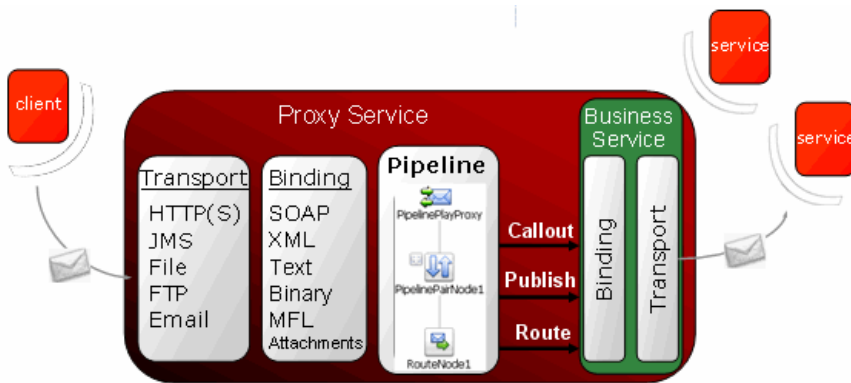 client
Proxy Service
Transport
HTTP(S)
JMS
File
FTP
Email
Binding
SOAP
XML
Text
Binary
MFL
Attachments
Pipeline
PipelinePlayProxy
PipelinePairNode1
RouteNode1
Callout
Publish
Route
Business
Service
Binding
Transport
service
service